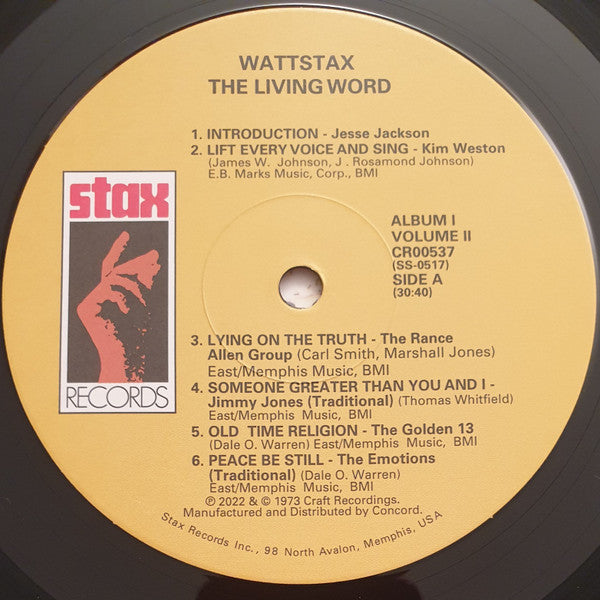 WATTSTAX
THE LIVING WORD
1. INTRODUCTION - Jesse Jackson
2. LIFT EVERY VOICE AND SING - Kim Weston
(James W. Johnson, J. Rosamond Johnson)
E.B. Marks Music, Corp., BMI
stax
RECORDS
ALBUM I
VOLUME II
CR00537
(SS-0517)
SIDE A
(30:40)
3. LYING ON THE TRUTH - The Rance
Allen Group (Carl Smith, Marshall Jones)
East/Memphis Music, BMI
4. SOMEONE GREATER THAN YOU AND I -
Jimmy Jones (Traditional) (Thomas Whitfield)
East/Memphis Music, BMI
5. OLD TIME RELIGION - The Golden 13
(Dale O. Warren) East/Memphis Music, BMI
6. PEACE BE STILL - The Emotions
(Traditional) (Dale O. Warren)
East/Memphis Music, BMI
℗ 2022 & © 1973 Craft Recordings.
Manufactured and Distributed by Concord.
Stax Records Inc., 98 North Avalon, Memphis, USA